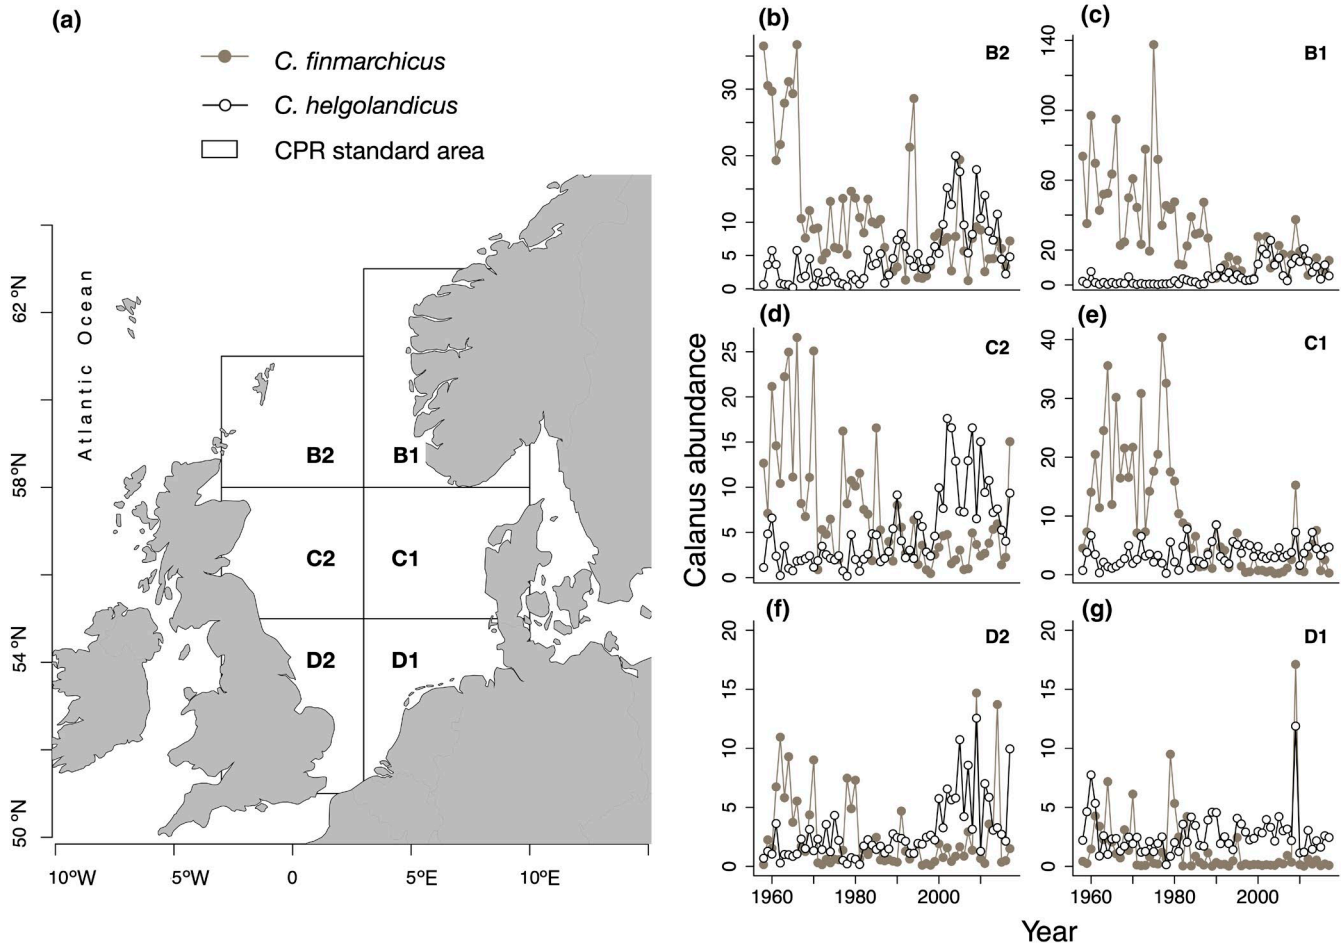 (a)
C. finmarchicus
C. helgolandicus
CPR standard area
Atlantic Ocean
62 °N
58 °N
54 °N
50 °N
10°W
5°W
0
5°E
10°E
B2
B1
C2
C1
D2
D1
Calanus abundance
Year
(b)
B2
30
20
10
5
0
(c)
B1
140
100
60
20
0
(d)
C2
25
20
15
10
5
0
(e)
C1
40
30
20
10
0
(f)
D2
20
15
10
5
0
1960
1980
2000
(g)
D1
20
15
10
5
0
1960
1980
2000